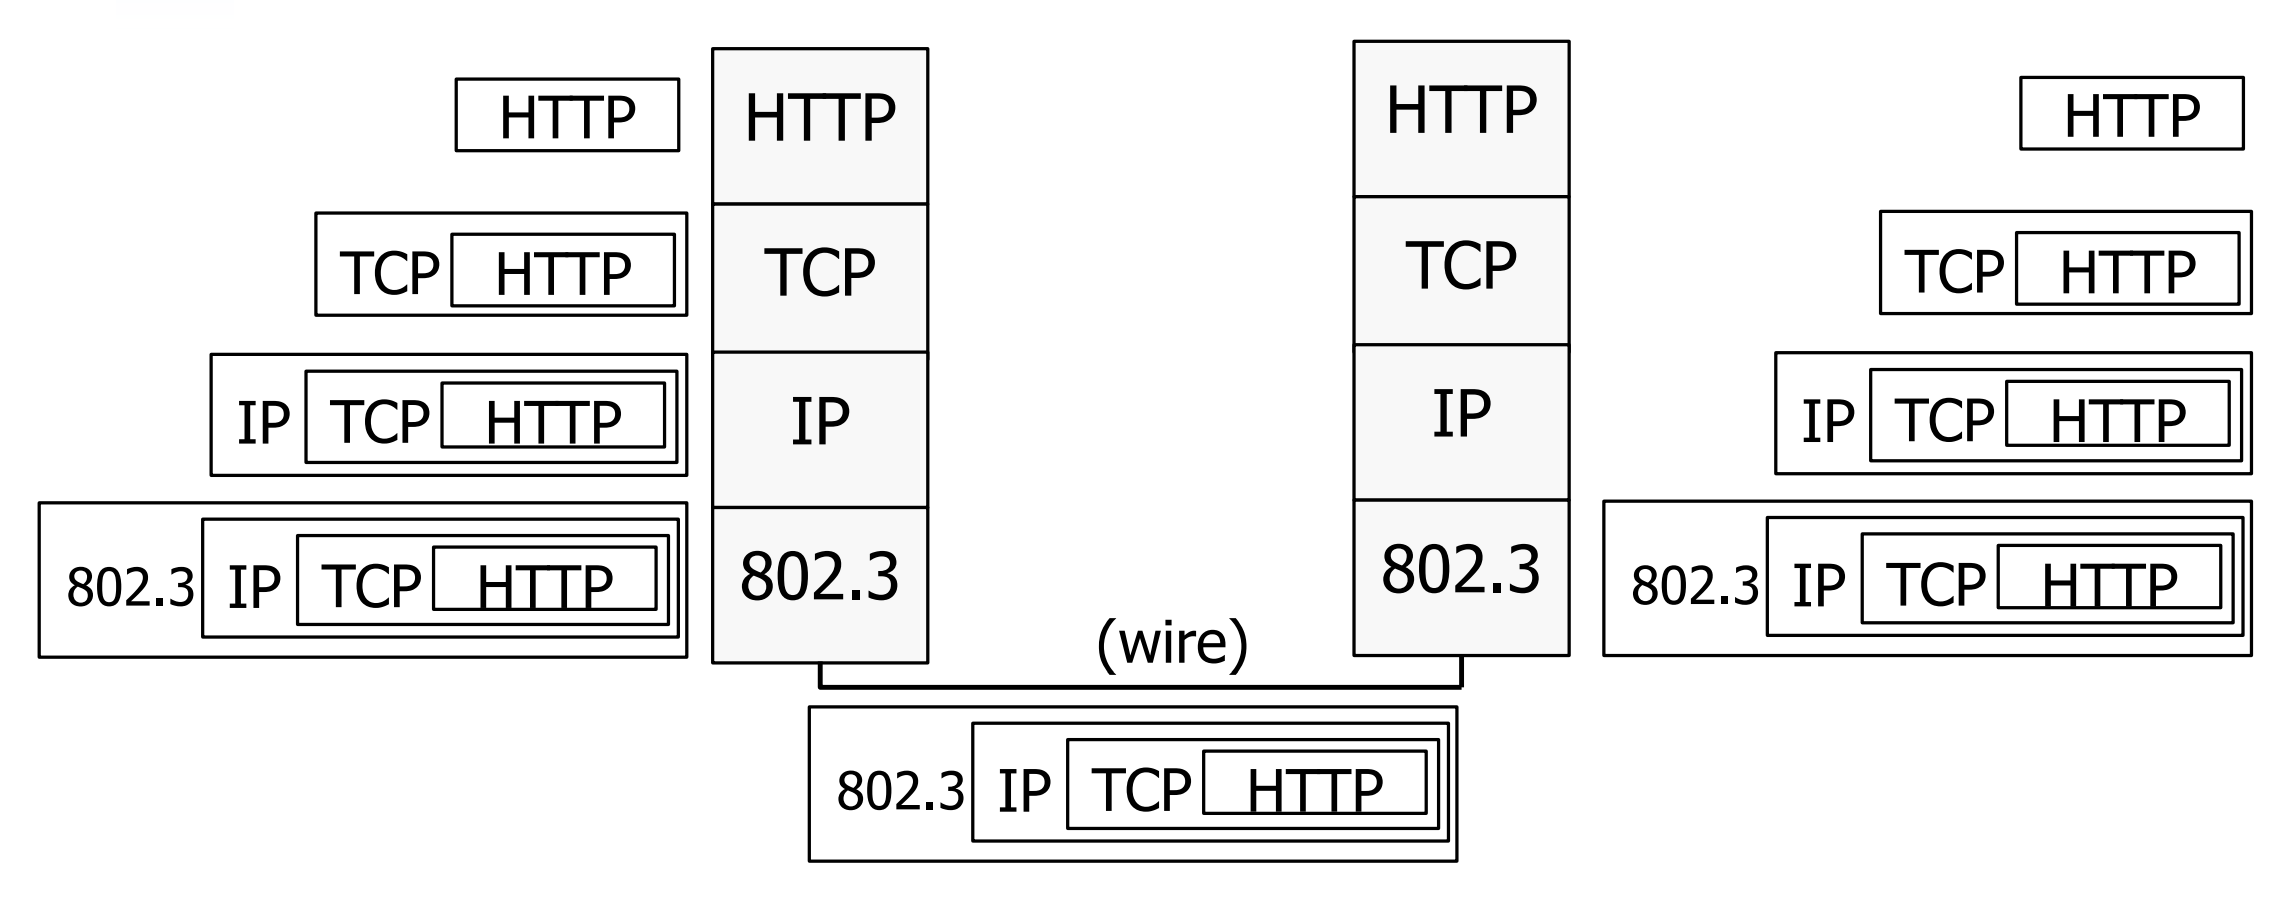 HTTP HTTP HTTP HTTP
TCP HTTP TCP TCP TCP HTTP
IP TCP HTTP IP IP IP TCP HTTP
802.3 IP TCP HTTP 802.3 802.3 802.3 IP TCP HTTP
(wire)
802.3 IP TCP HTTP